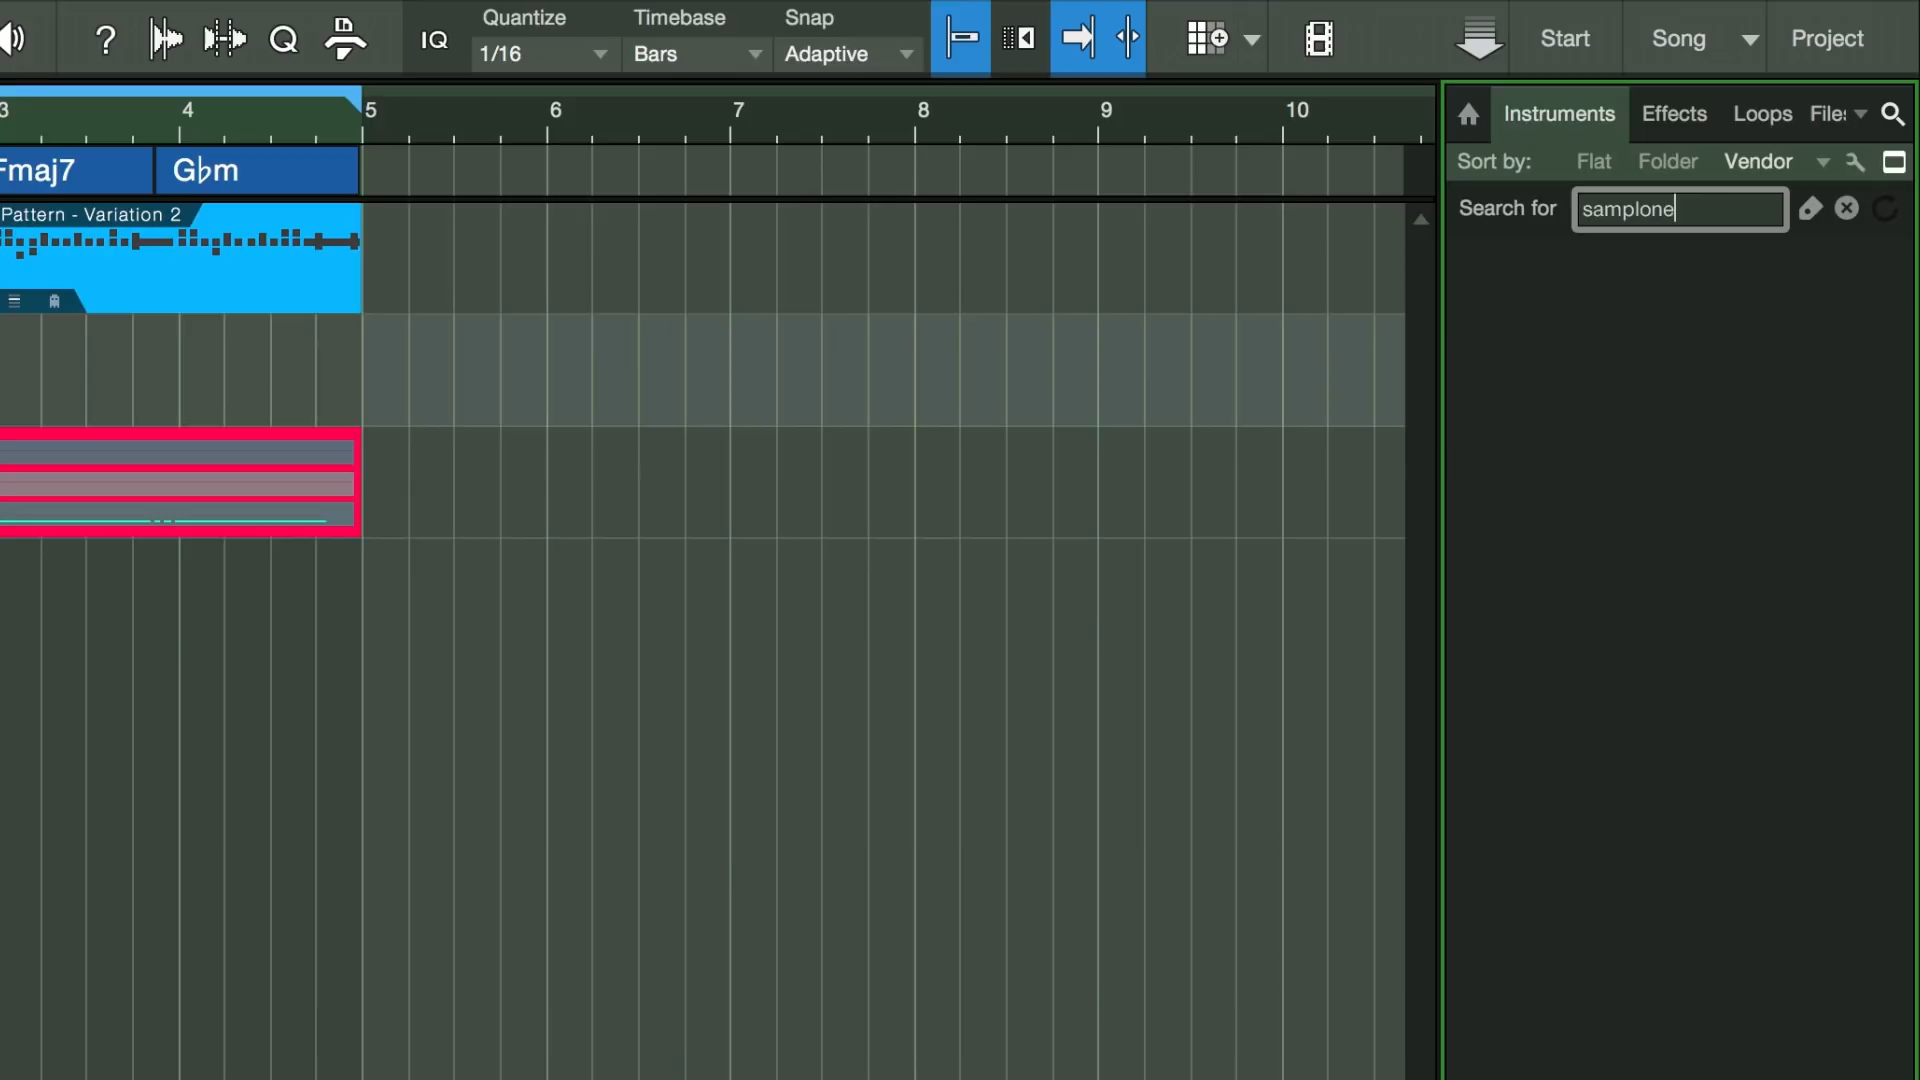 Quantize
Timebase
Snap
IQ
1/16
Bars
Adaptive
Start
Song
Project
3
4
5
6
7
8
9
10
Instruments
Effects
Loops
Files
Fmaj7
G♭m
Sort by:
Flat
Folder
Vendor
Search for
samplone
Pattern - Variation 2